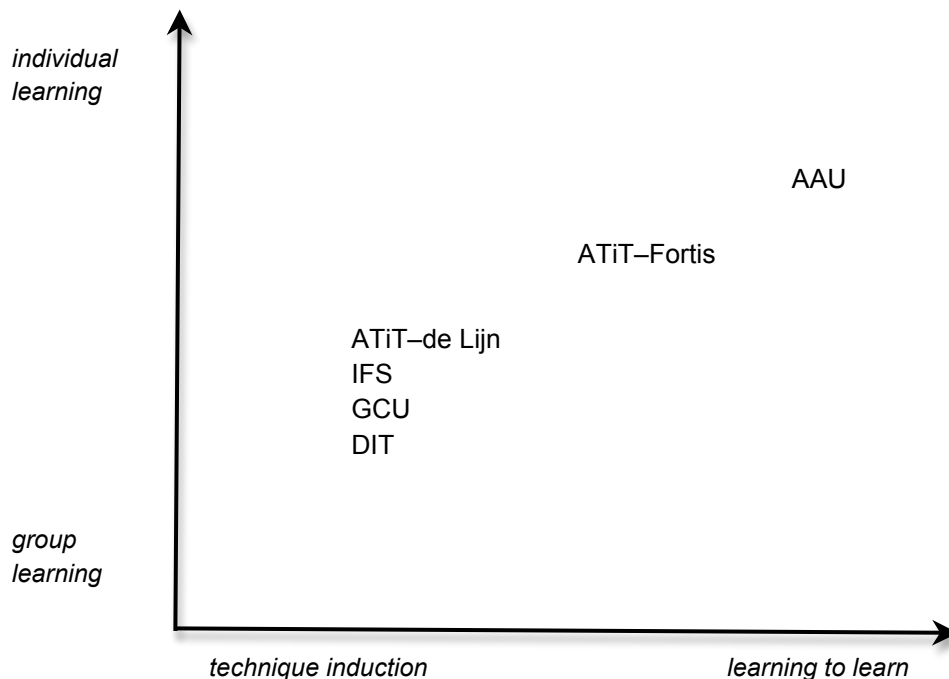 individual
learning
AAU
ATiT–Fortis
ATiT–de Lijn
IFS
GCU
DIT
group
learning
technique induction
learning to learn